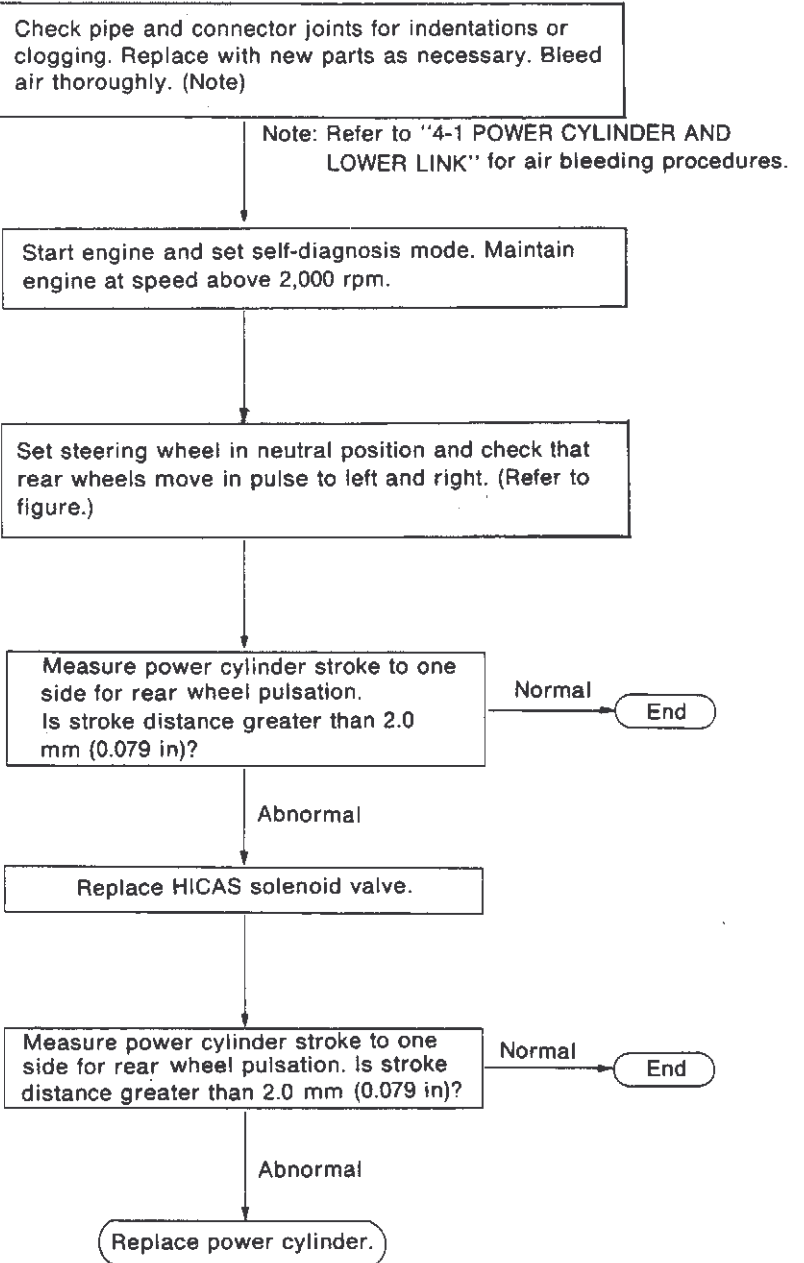 Check pipe and connector joints for indentations or
clogging. Replace with new parts as necessary. Bleed
air thoroughly. (Note)
Note: Refer to "4-1 POWER CYLINDER AND
LOWER LINK" for air bleeding procedures.
Start engine and set self-diagnosis mode. Maintain
engine at speed above 2,000 rpm.
Set steering wheel in neutral position and check that
rear wheels move in pulse to left and right. (Refer to
figure.)
Measure power cylinder stroke to one
side for rear wheel pulsation.
Is stroke distance greater than 2.0
mm (0.079 in)?
Normal
End
Abnormal
Replace HICAS solenoid valve.
Measure power cylinder stroke to one
side for rear wheel pulsation. Is stroke
distance greater than 2.0 mm (0.079 in)?
Normal
End
Abnormal
Replace power cylinder.